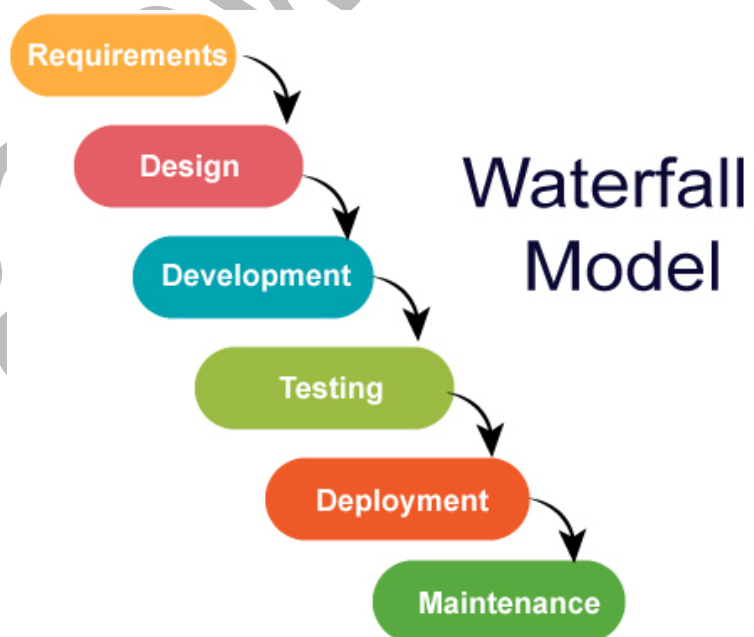 Requirements
Design
Waterfall
Model
Development
Testing
Deployment
Maintenance